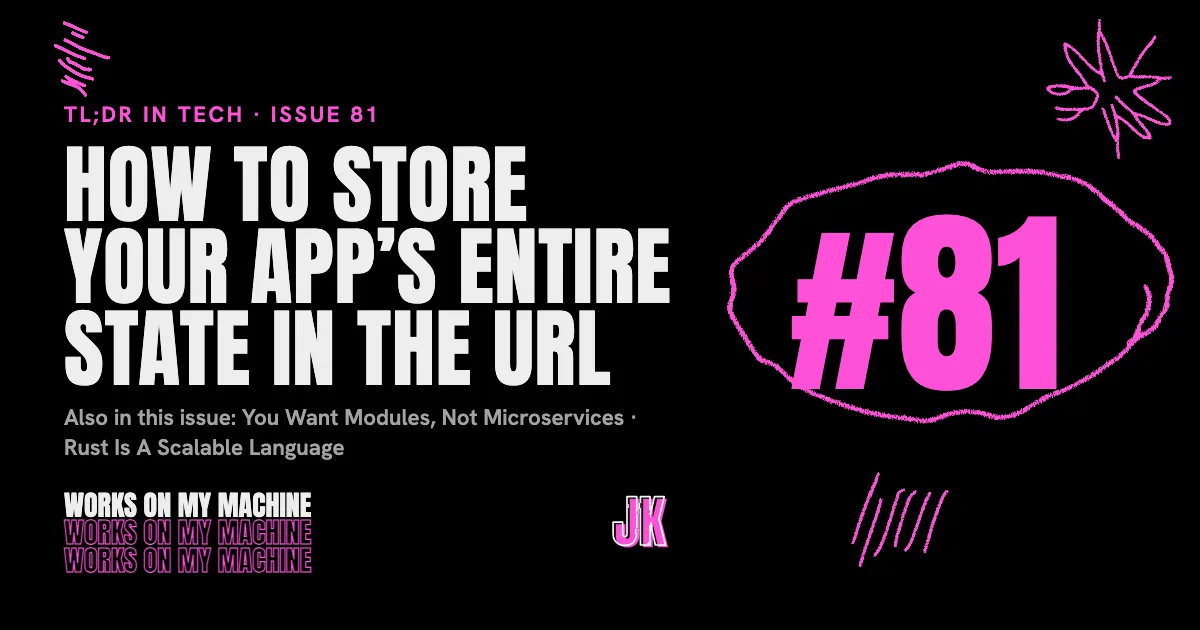 TL;DR IN TECH · ISSUE 81
HOW TO STORE
YOUR APP’S ENTIRE
STATE IN THE URL
#81
Also in this issue: You Want Modules, Not Microservices ·
Rust Is A Scalable Language
WORKS ON MY MACHINE
WORKS ON MY MACHINE
WORKS ON MY MACHINE
JK